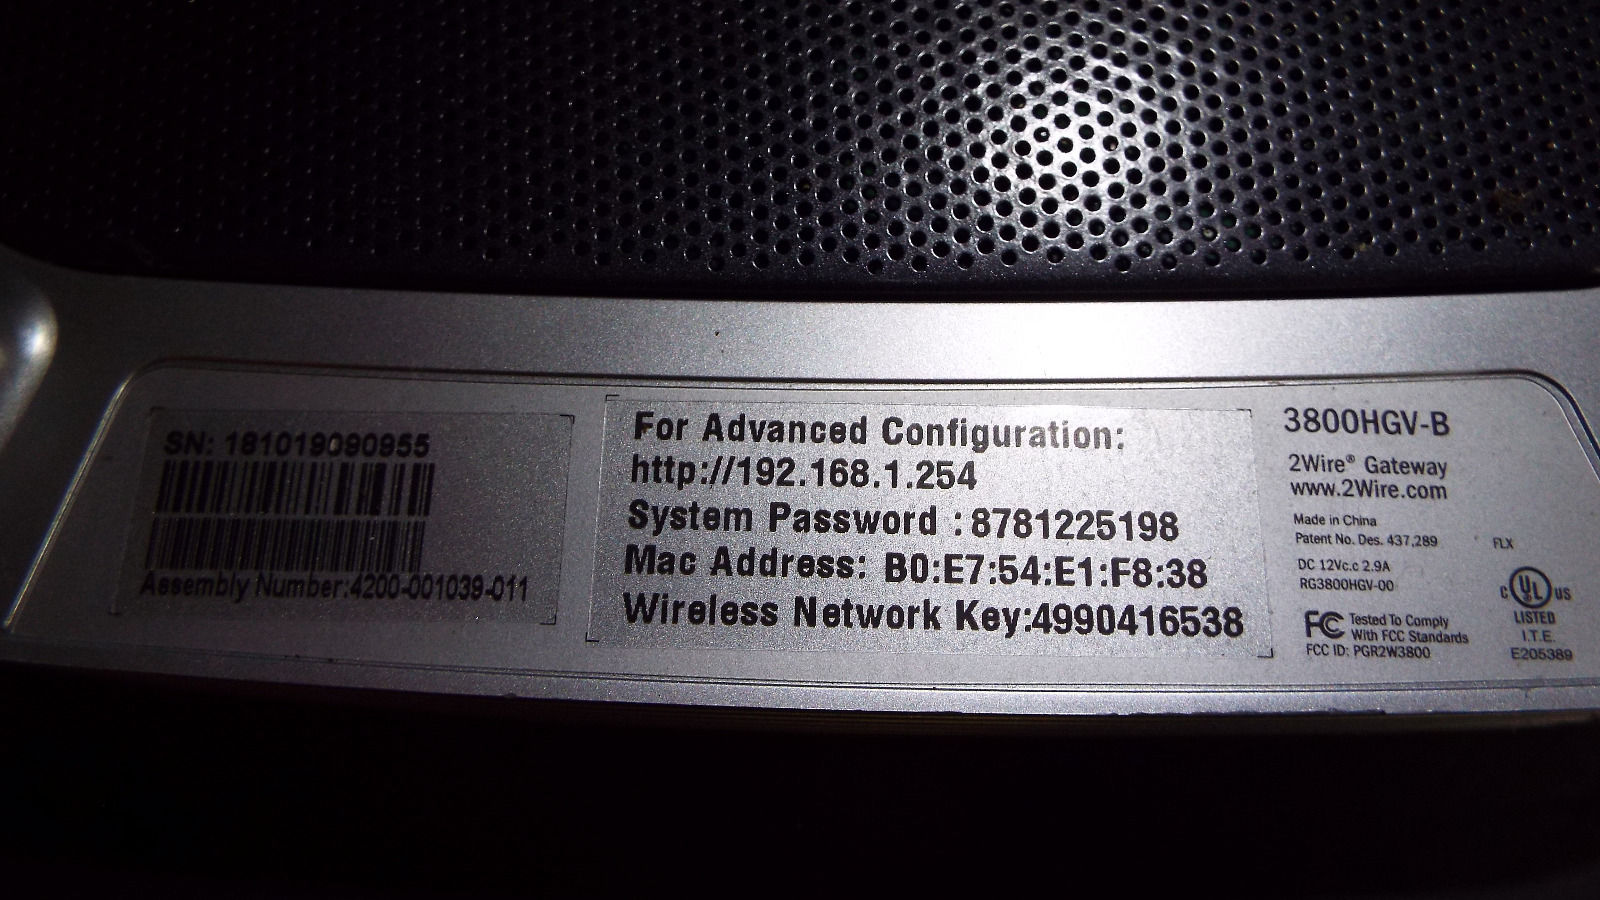 SN: 181019090955
Assembly Number:4200-001039-011
For Advanced Configuration:
http://192.168.1.254
System Password : 8781225198
Mac Address: B0:E7:54:E1:F8:38
Wireless Network Key:4990416538
3800HGV-B
2Wire® Gateway
www.2Wire.com
Made in China
Patent No. Des. 437,289
FLX
DC 12Vc.c 2.9A
RG3800HGV-00
FC Tested To Comply
With FCC Standards
FCC ID: PGR2W3800
C UL US
LISTED
I.T.E.
E205389